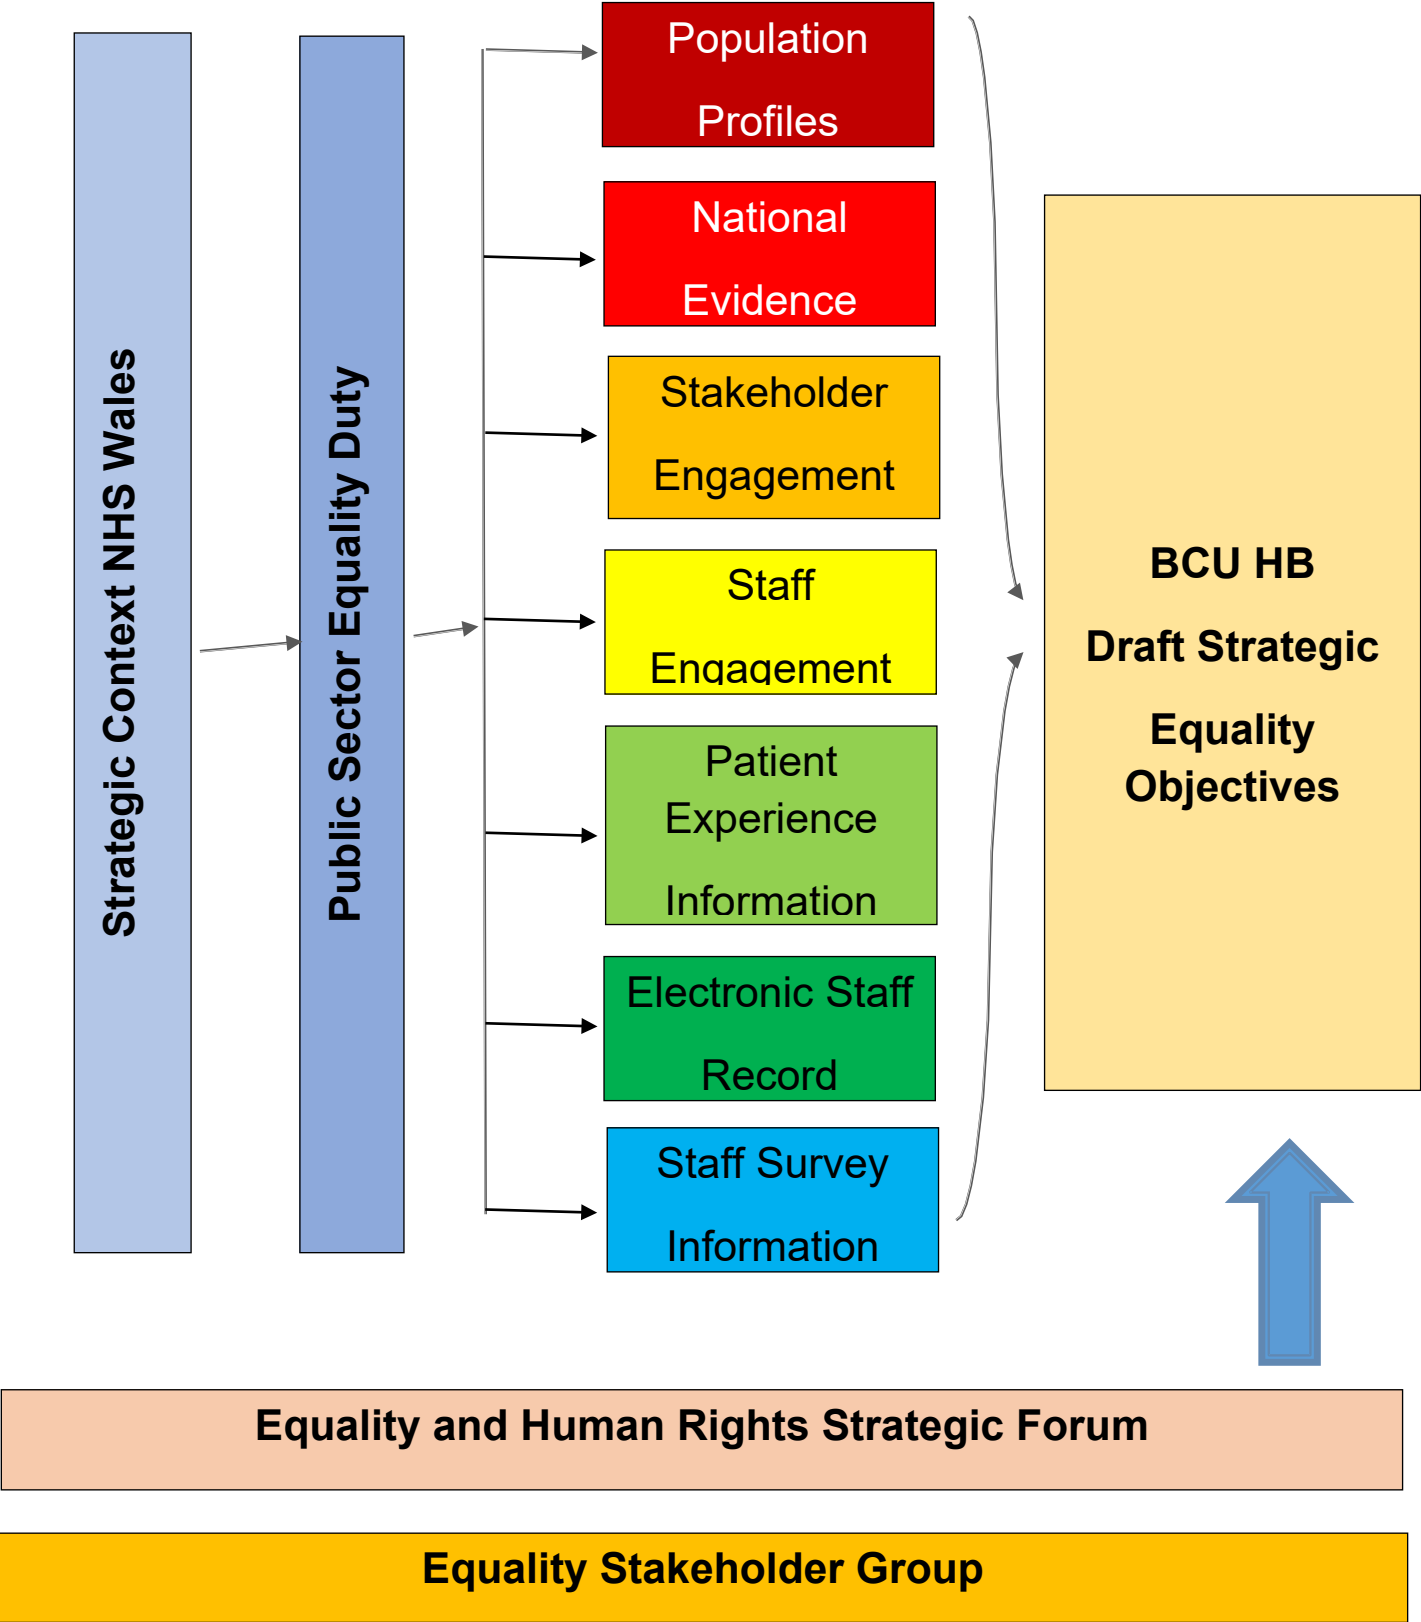 Strategic Context NHS Wales
Public Sector Equality Duty
Population
Profiles
National
Evidence
Stakeholder
Engagement
Staff
Engagement
Patient
Experience
Information
Electronic Staff
Record
Staff Survey
Information
BCU HB
Draft Strategic
Equality
Objectives
Equality and Human Rights Strategic Forum
Equality Stakeholder Group